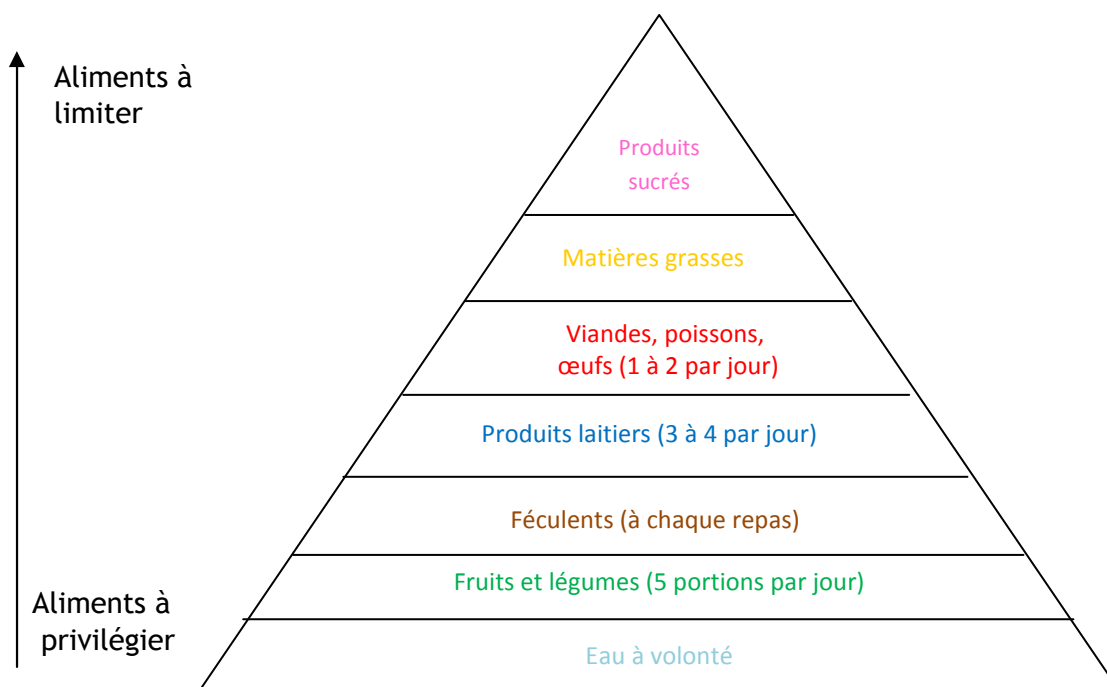 Aliments à
limiter
Produits
sucrés
Matières grasses
Viandes, poissons,
œufs (1 à 2 par jour)
Produits laitiers (3 à 4 par jour)
Féculents (à chaque repas)
Fruits et légumes (5 portions par jour)
Aliments à
privilégier
Eau à volonté